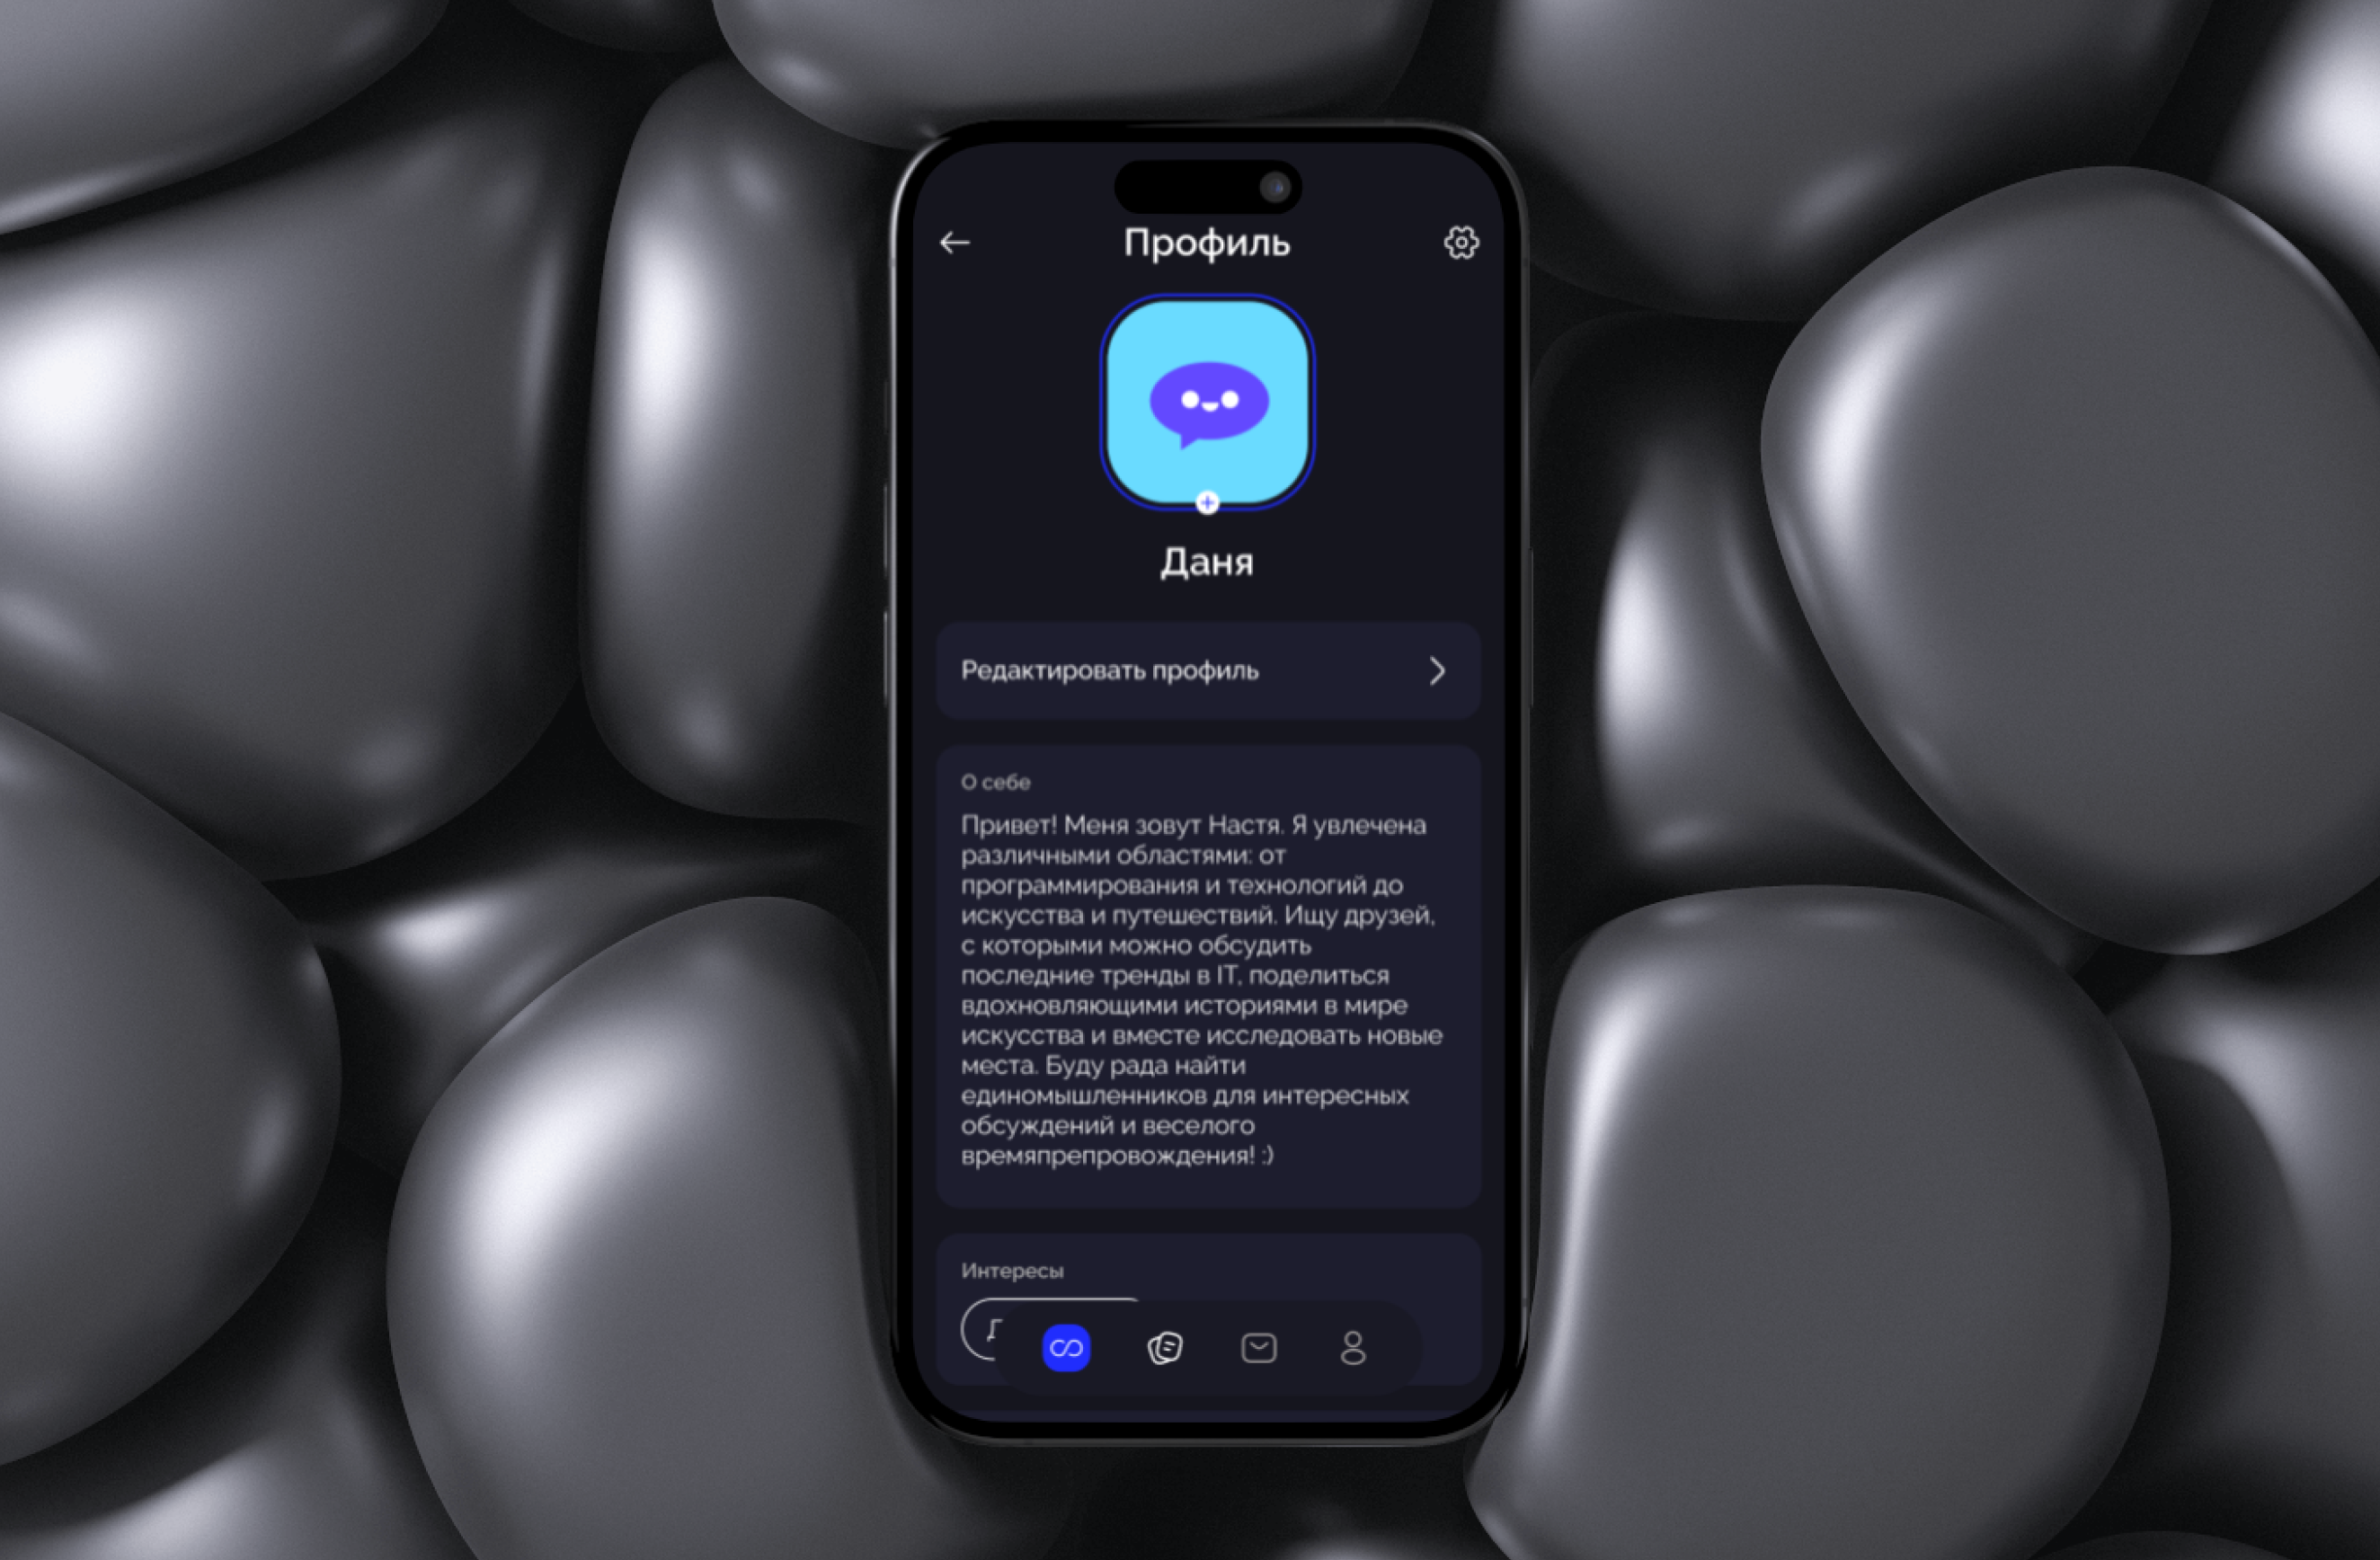 Профиль
Даня
Редактировать профиль
О себе
Привет! Меня зовут Настя. Я увлечена
различными областями: от
программирования и технологий до
искусства и путешествий. Ищу друзей,
с которыми можно обсудить
последние тренды в IT, поделиться
вдохновляющими историями в мире
искусства и вместе исследовать новые
места. Буду рада найти
единомышленников для интересных
обсуждений и веселого
времяпрепровождения! :)
Интересы